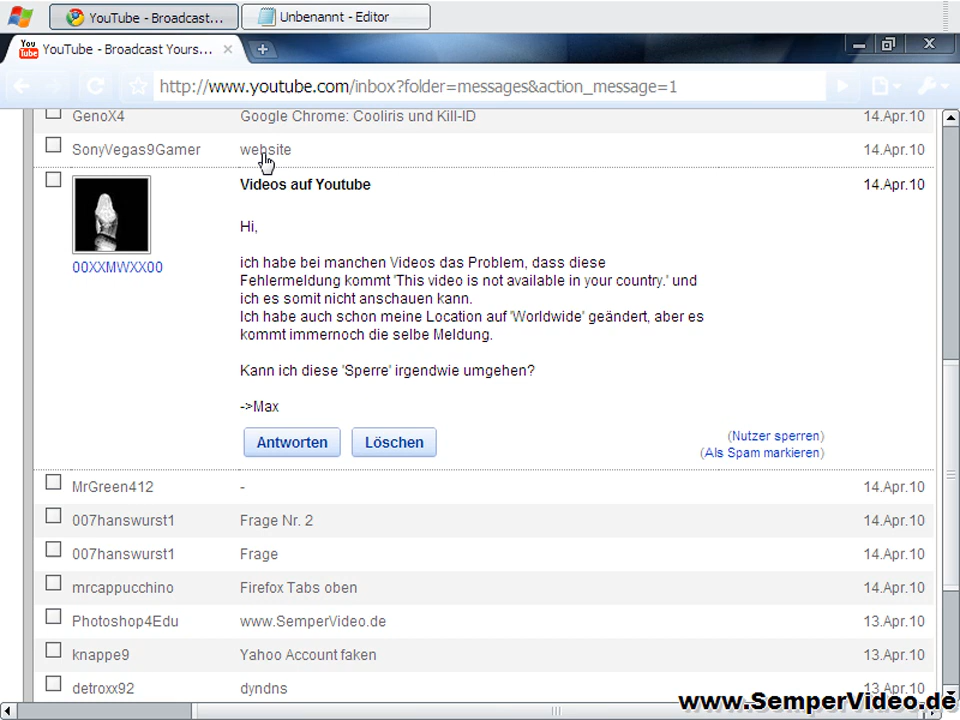 YouTube - Broadcast...
Unbenannt - Editor
You Tube YouTube - Broadcast Yours...
http://www.youtube.com/inbox?folder=messages&action_message=1
GenoX4 Google Chrome: Cooliris und Kill-ID 14.Apr.10
SonyVegas9Gamer website 14.Apr.10
Videos auf Youtube 14.Apr.10
Hi,
00XXMWXX00
ich habe bei manchen Videos das Problem, dass diese
Fehlermeldung kommt 'This video is not available in your country.' und
ich es somit nicht anschauen kann.
Ich habe auch schon meine Location auf 'Worldwide' geändert, aber es
kommt immernoch die selbe Meldung.
Kann ich diese 'Sperre' irgendwie umgehen?
->Max
Antworten Löschen (Nutzer sperren)
(Als Spam markieren)
MrGreen412 - 14.Apr.10
007hanswurst1 Frage Nr. 2 14.Apr.10
007hanswurst1 Frage 14.Apr.10
mrcappucchino Firefox Tabs oben 14.Apr.10
Photoshop4Edu www.SemperVideo.de 13.Apr.10
knappe9 Yahoo Account faken 13.Apr.10
detroxx92 dyndns 13.Apr.10
www.SemperVideo.de